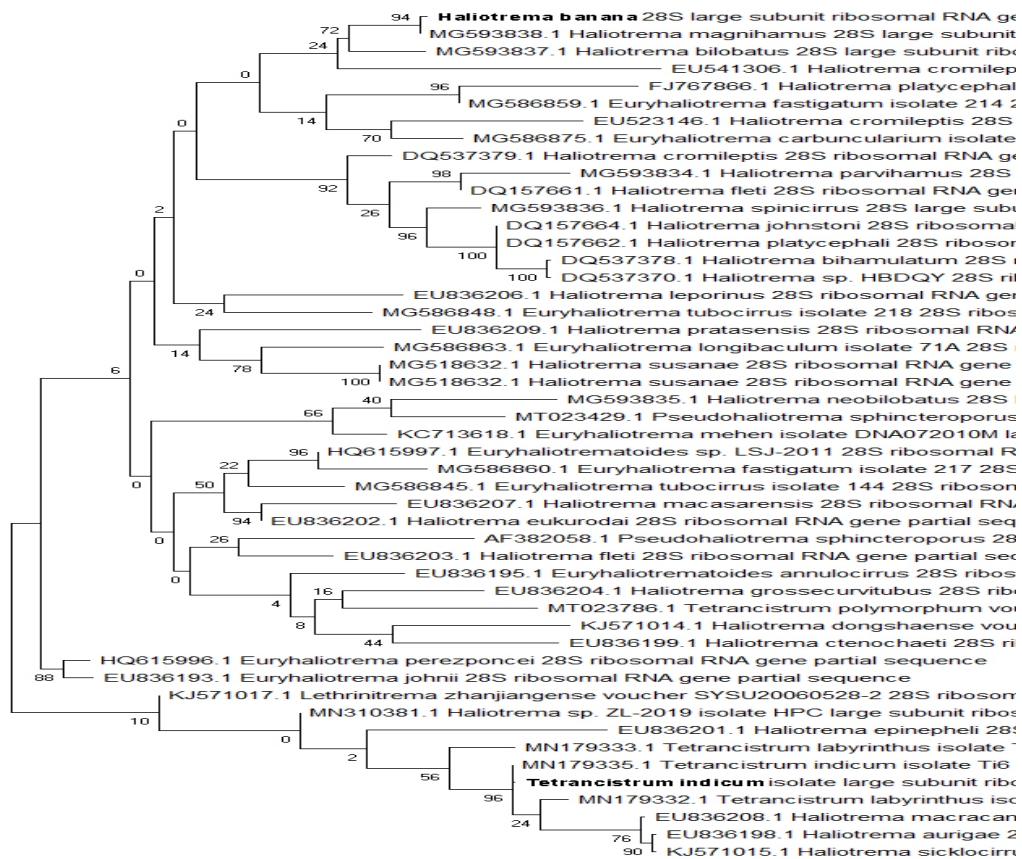 94 Haliotrema banana 28S large subunit ribosomal RNA ge
72 MG593838.1 Haliotrema magnihamus 28S large subunit
24 MG593837.1 Haliotrema bilobatus 28S large subunit ribo
EU541306.1 Haliotrema cromilep
0
96 FJ767866.1 Haliotrema platycephal
MG586859.1 Euryhaliotrema fastigatum isolate 214 2
14 EU523146.1 Haliotrema cromileptis 28S
0
70 MG586875.1 Euryhaliotrema carbuncularium isolate
DQ537379.1 Haliotrema cromileptis 28S ribosomal RNA ge
98 MG593834.1 Haliotrema parvihamus 28S
92 DQ157661.1 Haliotrema fleti 28S ribosomal RNA gen
26 MG593836.1 Haliotrema spinicirrus 28S large subu
2
DQ157664.1 Haliotrema johnstoni 28S ribosomal
96 DQ157662.1 Haliotrema platycephali 28S riboson
100 DQ537378.1 Haliotrema bihamulatum 28S
0
100 DQ537370.1 Haliotrema sp. HBDQY 28S ri
EU836206.1 Haliotrema leporinus 28S ribosomal RNA gen
24 MG586848.1 Euryhaliotrema tubocirrus isolate 218 28S ribos
EU836209.1 Haliotrema pratasensis 28S ribosomal RNA
14 MG586863.1 Euryhaliotrema longibaculum isolate 71A 28S
78 MG518632.1 Haliotrema susanae 28S ribosomal RNA gene
6
100 MG518632.1 Haliotrema susanae 28S ribosomal RNA gene
40 MG593835.1 Haliotrema neobilobatus 28S
66 MT023429.1 Pseudohaliotrema sphincteroporus
KC713618.1 Euryhaliotrema mehen isolate DNA072010M la
96 HQ615997.1 Euryhaliotrematoides sp. LSJ-2011 28S ribosomal R
22 MG586860.1 Euryhaliotrema fastigatum isolate 217 28S
0
50 MG586845.1 Euryhaliotrema tubocirrus isolate 144 28S riboson
EU836207.1 Haliotrema macasarensis 28S ribosomal RNA
94 EU836202.1 Haliotrema eukurodai 28S ribosomal RNA gene partial sequ
0
26 AF382058.1 Pseudohaliotrema sphincteroporus 28
EU836203.1 Haliotrema fleti 28S ribosomal RNA gene partial sec
0
EU836195.1 Euryhaliotrematoides annulocirrus 28S ribos
16 EU836204.1 Haliotrema grossecurvitubus 28S ribo
4
MT023786.1 Tetrancistrum polymorphum vou
8 KJ571014.1 Haliotrema dongshaense vou
44 EU836199.1 Haliotrema ctenochaeti 28S ri
HQ615996.1 Euryhaliotrema perezponcei 28S ribosomal RNA gene partial sequence
88 EU836193.1 Euryhaliotrema johnii 28S ribosomal RNA gene partial sequence
KJ571017.1 Lethrinitrema zhanjiangense voucher SYSU20060528-2 28S ribosom
10 MN310381.1 Haliotrema sp. ZL-2019 isolate HPC large subunit ribos
0 EU836201.1 Haliotrema epinepheli 28S
MN179333.1 Tetrancistrum labyrinthus isolate T
2
MN179335.1 Tetrancistrum indicum isolate Ti6
56 Tetrancistrum indicum isolate large subunit ribo
96 MN179332.1 Tetrancistrum labyrinthus iso
24 EU836208.1 Haliotrema macracan
76 EU836198.1 Haliotrema aurigae 2
90 KJ571015.1 Haliotrema sicklocirru